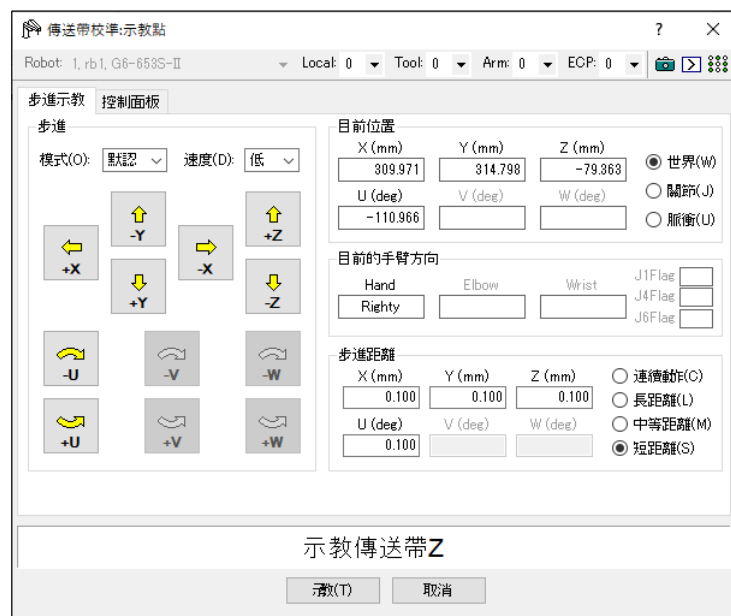 傳送帶校準:示教點 ? ×
Robot: 1, rb1, G6-653S-II Local: 0 Tool: 0 Arm: 0 ECP: 0
步進示教 控制面板
步進
模式(O): 默認 速度(D): 低
+X
-Y
+Y
-X
+Z
-Z
-U
-V
-W
+U
+V
+W
目前位置
X (mm) Y (mm) Z (mm)
309.971 314.798 -79.363
U (deg) V (deg) W (deg)
-110.966
世界(W)
關節(J)
脈衝(U)
目前的手臂方向
Hand Elbow Wrist
Righty
J1Flag
J4Flag
J6Flag
步進距離
X (mm) Y (mm) Z (mm)
0.100 0.100 0.100
U (deg) V (deg) W (deg)
0.100
連續動作(C)
長距離(L)
中等距離(M)
短距離(S)
示教傳送帶Z
示教(T) 取消